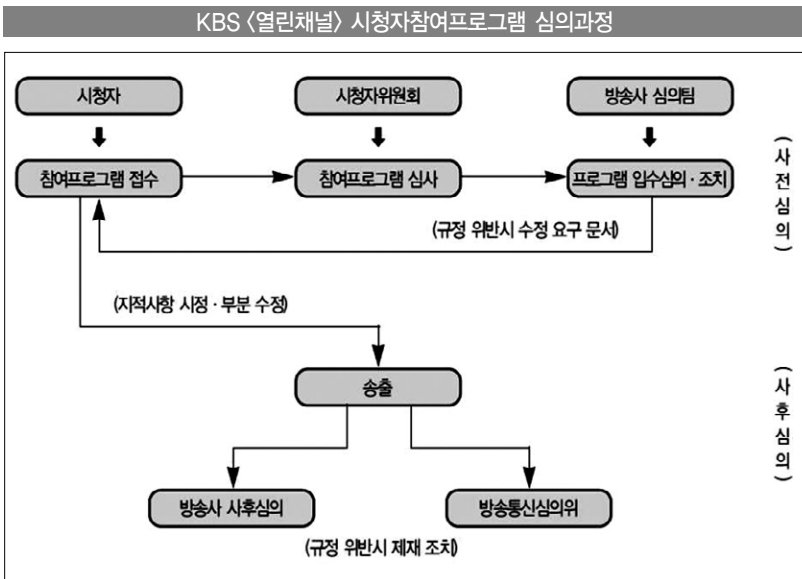 KBS 〈열린채널〉 시청자참여프로그램 심의과정
시청자
시청자위원회
방송사 심의팀
참여프로그램 접수
참여프로그램 심사
프로그램 입수심의·조치
(사전심의)
(규정 위반시 수정 요구 문서)
(지적사항 시정·부분 수정)
송출
(사후심의)
방송사 사후심의
방송통신심의위
(규정 위반시 제재 조치)